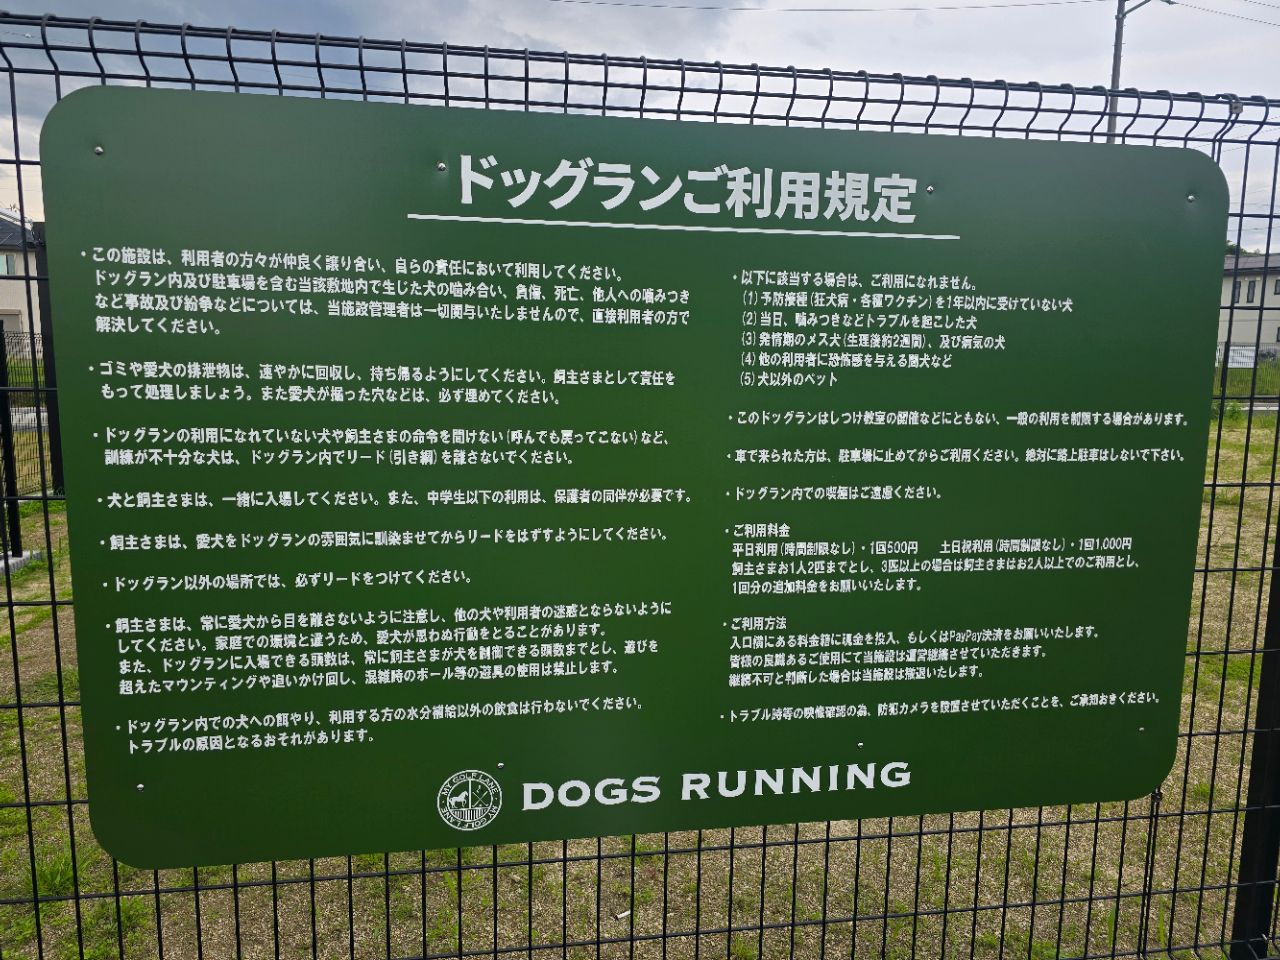 ドッグランご利用規定
・この施設は、利用者の方々が仲良く譲り合い、自らの責任において利用してください。
ドッグラン内及び駐車場を含む当該敷地内で生じた犬の噛み合い、負傷、死亡、他人への噛みつき
など事故及び紛争などについては、当施設管理者は一切関与いたしませんので、直接利用者の方で
解決してください。
・ゴミや愛犬の排泄物は、速やかに回収し、持ち帰るようにしてください。飼主さまとして責任を
もって処理しましょう。また愛犬が掘った穴などは、必ず埋めてください。
・ドッグランの利用になれていない犬や飼主さまの命令を聞けない(呼んでも戻ってこない)など、
訓練が不十分な犬は、ドッグラン内でリード(引き綱)を離さないでください。
・犬と飼主さまは、一緒に入場してください。また、中学生以下の利用は、保護者の同伴が必要です。
・飼主さまは、愛犬をドッグランの雰囲気に馴染ませてからリードをはずすようにしてください。
・ドッグラン以外の場所では、必ずリードをつけてください。
・飼主さまは、常に愛犬から目を離さないように注意し、他の犬や利用者の迷惑とならないように
してください。家庭での環境と違うため、愛犬が思わぬ行動をとることがあります。
また、ドッグランに入場できる頭数は、常に飼主さまが犬を制御できる頭数までとし、遊びを
超えたマウンティングや追いかけ回し、混雑時のボール等の遊具の使用は禁止します。
・ドッグラン内での犬への餌やり、利用する方の水分補給以外の飲食は行わないでください。
トラブルの原因となるおそれがあります。
・以下に該当する場合は、ご利用になれません。
(1)予防接種(狂犬病・各種ワクチン)を1年以内に受けていない犬
(2)当日、噛みつきなどトラブルを起こした犬
(3)発情期のメス犬(生理後約2週間)、及び病気の犬
(4)他の利用者に恐怖感を与える闘犬など
(5)犬以外のペット
・このドッグランはしつけ教室の開催などにともない、一般の利用を制限する場合があります。
・車で来られた方は、駐車場に止めてからご利用ください。絶対に路上駐車はしないで下さい。
・ドッグラン内での喫煙はご遠慮ください。
・ご利用料金
平日利用(時間制限なし)・1回500円 土日祝利用(時間制限なし)・1回1,000円
飼主さまお1人2匹までとし、3匹以上の場合は飼主さまはお2人以上でのご利用とし、
1回分の追加料金をお願いいたします。
・ご利用方法
入口横にある料金箱に現金を投入、もしくはPayPay決済をお願いいたします。
皆様の良識あるご使用にて当施設は運営継続させていただきます。
継続不可と判断した場合は当施設は撤退いたします。
・トラブル時等の映像確認の為、防犯カメラを設置させていただくことを、ご承知おきください。
MY GOLF LANE・MY GOLF LANE・
DOGS RUNNING